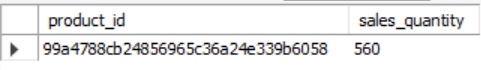 product_id sales_quantity
99a4788cb24856965c36a24e339b6058 560